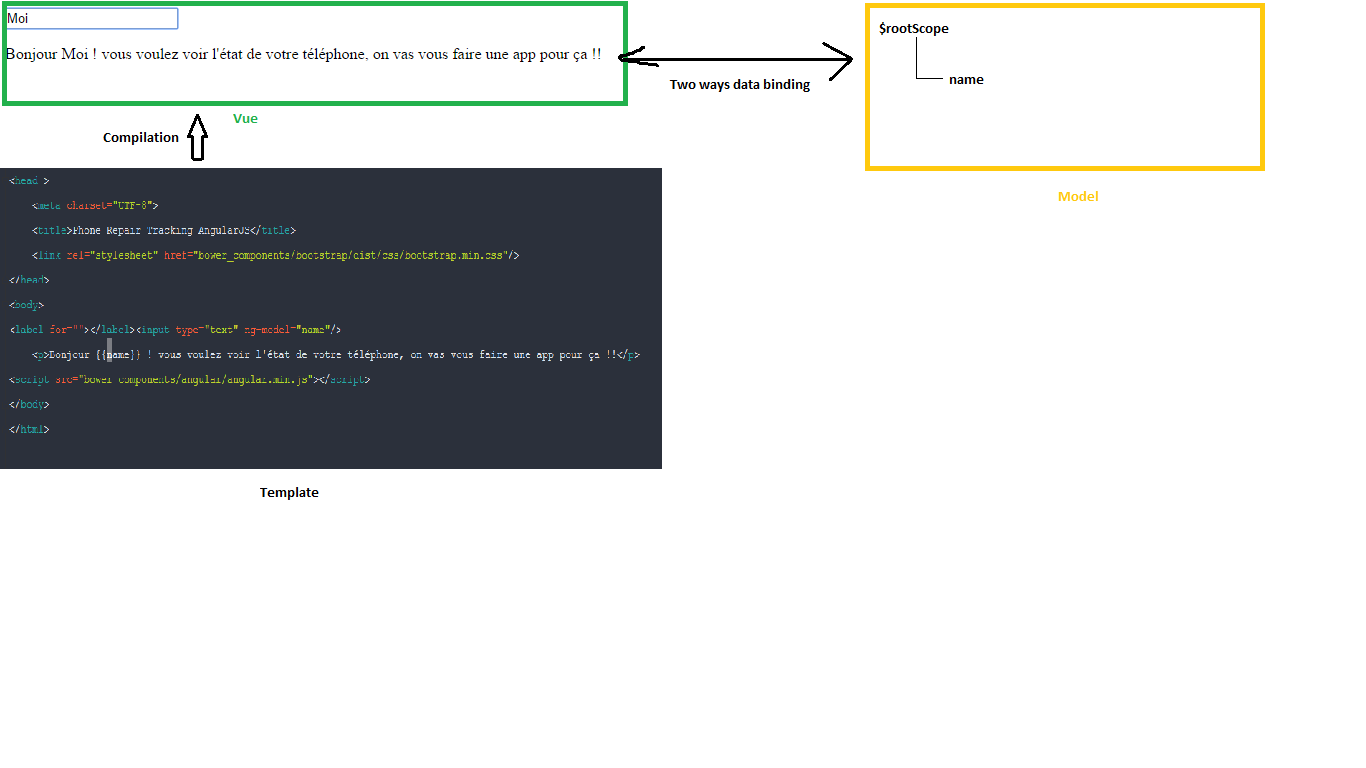 Moi
Bonjour Moi ! vous voulez voir l'état de votre téléphone, on vas vous faire une app pour ça !!
$rootScope
name
Two ways data binding
Vue
Compilation
Model
<head >
<meta charset="UTF-8">
<title>Phone Repair Tracking AngularJS</title>
<link rel="stylesheet" href="bower_components/bootstrap/dist/css/bootstrap.min.css"/>
</head>
<body>
<label for=""></label><input type="text" ng-model="name"/>
<p>Bonjour {{name}} ! vous voulez voir l'état de votre téléphone, on vas vous faire une app pour ça !!</p>
<script src="bower_components/angular/angular.min.js"></script>
</body>
</html>
Template